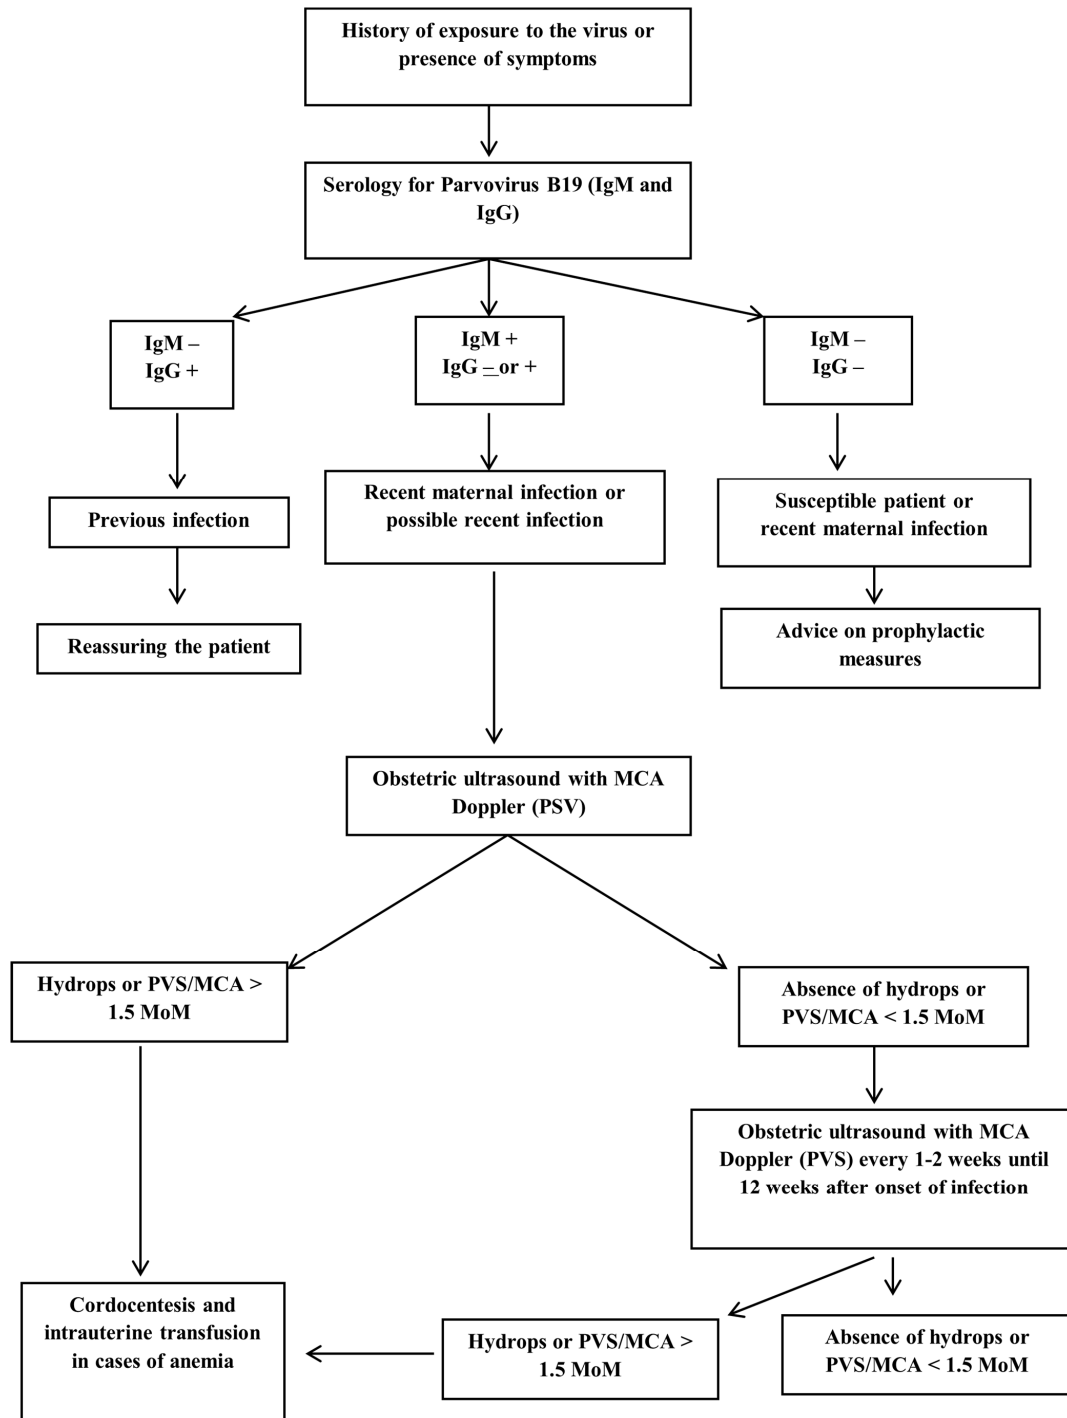 History of exposure to the virus or
presence of symptoms
Serology for Parvovirus B19 (IgM and
IgG)
IgM –
IgG +
IgM +
IgG – or +
IgM –
IgG –
Previous infection
Recent maternal infection or
possible recent infection
Susceptible patient or
recent maternal infection
Reassuring the patient
Advice on prophylactic
measures
Obstetric ultrasound with MCA
Doppler (PSV)
Hydrops or PVS/MCA >
1.5 MoM
Absence of hydrops or
PVS/MCA < 1.5 MoM
Obstetric ultrasound with MCA
Doppler (PVS) every 1-2 weeks until
12 weeks after onset of infection
Cordocentesis and
intrauterine transfusion
in cases of anemia
Hydrops or PVS/MCA >
1.5 MoM
Absence of hydrops or
PVS/MCA < 1.5 MoM